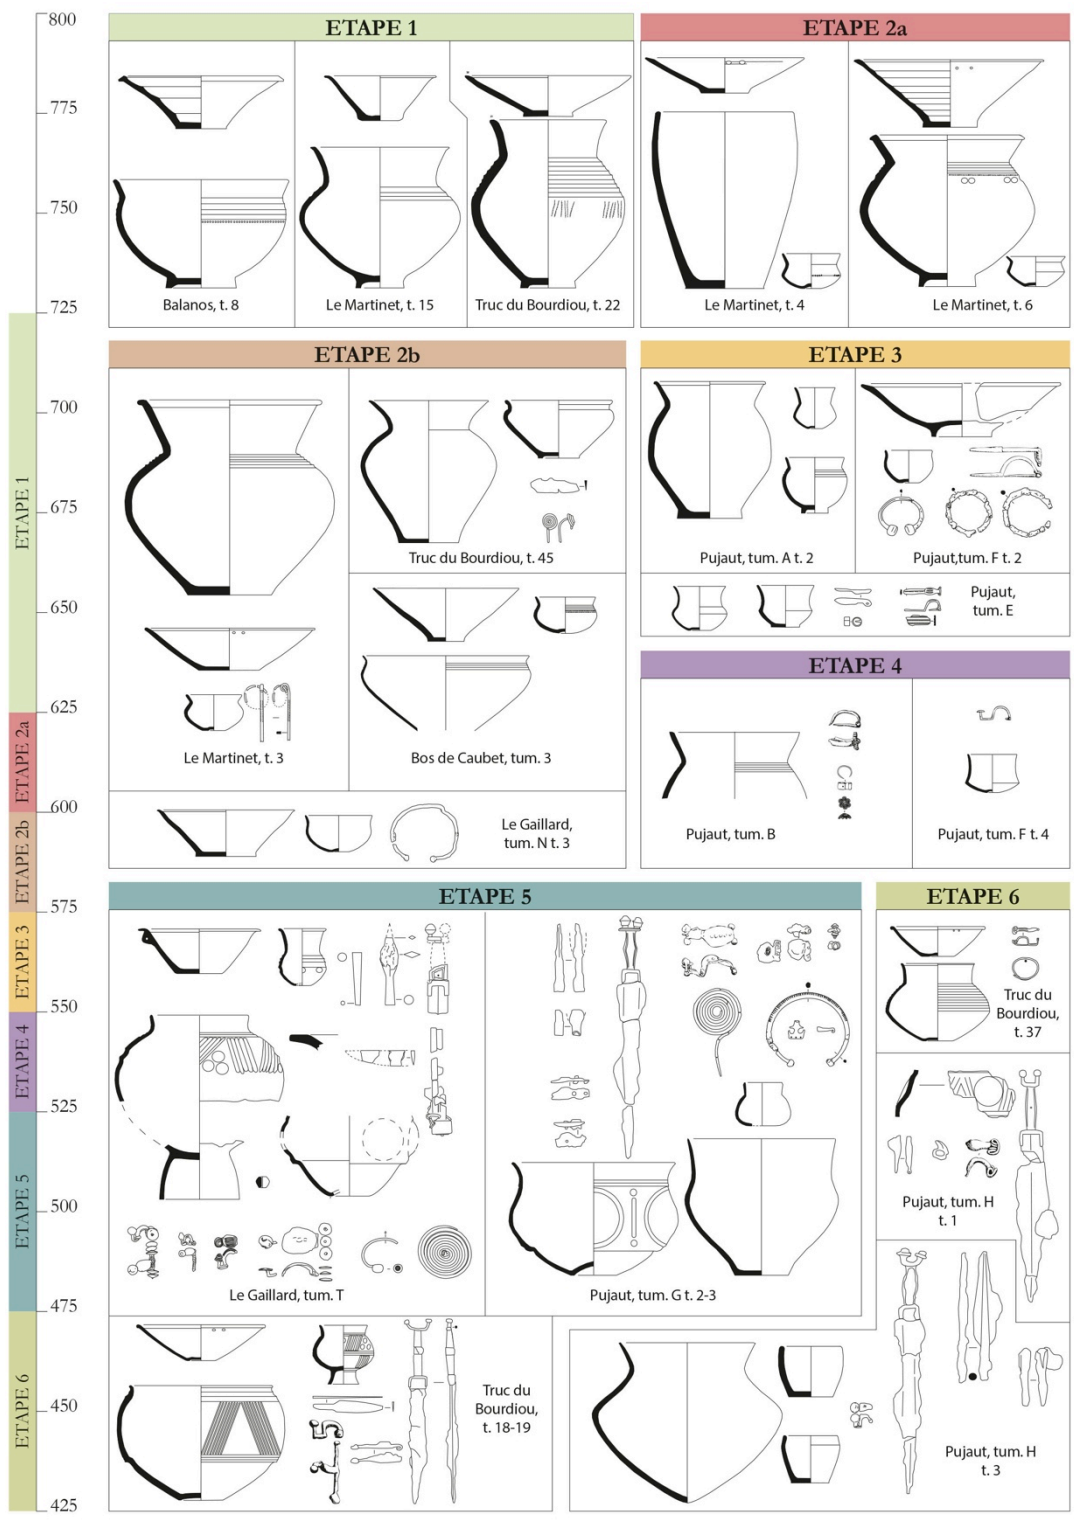 800
775
750
725
700
675
650
625
600
575
550
525
500
475
450
425
ETAPE 1
ETAPE 2a
ETAPE 2b
ETAPE 3
ETAPE 4
ETAPE 5
ETAPE 6
ETAPE 1
Balanos, t. 8
Le Martinet, t. 15
Truc du Bourdiou, t. 22
ETAPE 2a
Le Martinet, t. 4
Le Martinet, t. 6
ETAPE 2b
Truc du Bourdiou, t. 45
Le Martinet, t. 3
Bos de Caubet, tum. 3
Le Gaillard,
tum. N t. 3
ETAPE 3
Pujaut, tum. A t. 2
Pujaut,tum. F t. 2
Pujaut,
tum. E
ETAPE 4
Pujaut, tum. B
Pujaut, tum. F t. 4
ETAPE 5
Le Gaillard, tum. T
Pujaut, tum. G t. 2-3
ETAPE 6
Truc du
Bourdiou,
t. 37
Pujaut, tum. H
t. 1
Truc du
Bourdiou,
t. 18-19
Pujaut, tum. H
t. 3